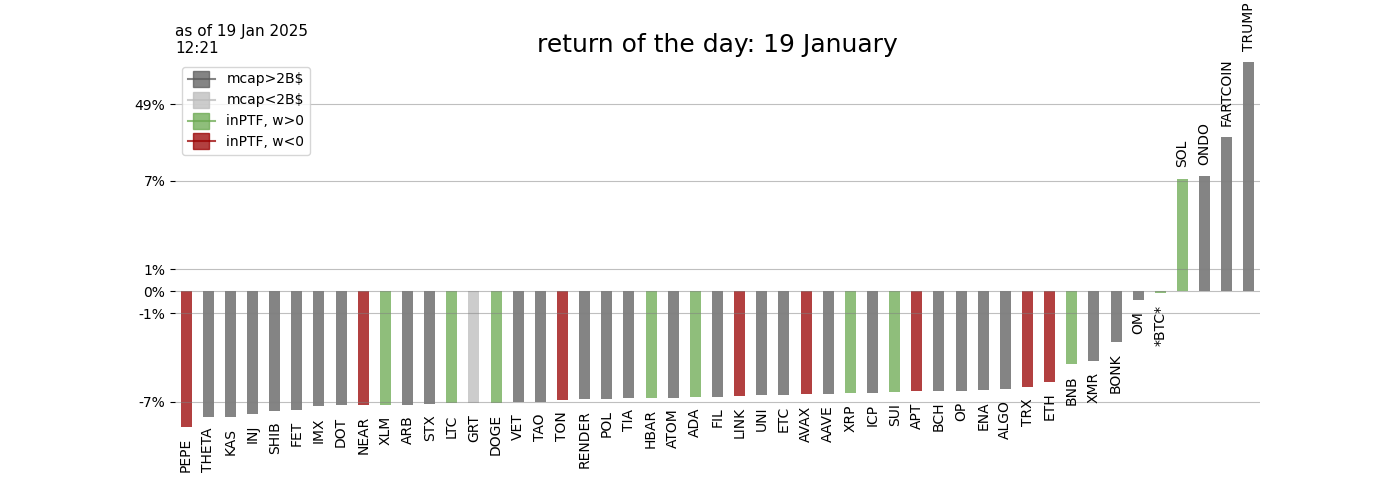 as of 19 Jan 2025
12:21
return of the day: 19 January
mcap>2B$
mcap<2B$
inPTF, w>0
inPTF, w<0
49%
7%
1%
0%
-1%
-7%
PEPE
THETA
KAS
INJ
SHIB
FET
IMX
DOT
NEAR
XLM
ARB
STX
LTC
GRT
DOGE
VET
TAO
TON
RENDER
POL
TIA
HBAR
ATOM
ADA
FIL
LINK
UNI
ETC
AVAX
AAVE
XRP
ICP
SUI
APT
BCH
OP
ENA
ALGO
TRX
ETH
BNB
XMR
BONK
OM
*BTC*
SOL
ONDO
FARTCOIN
TRUMP